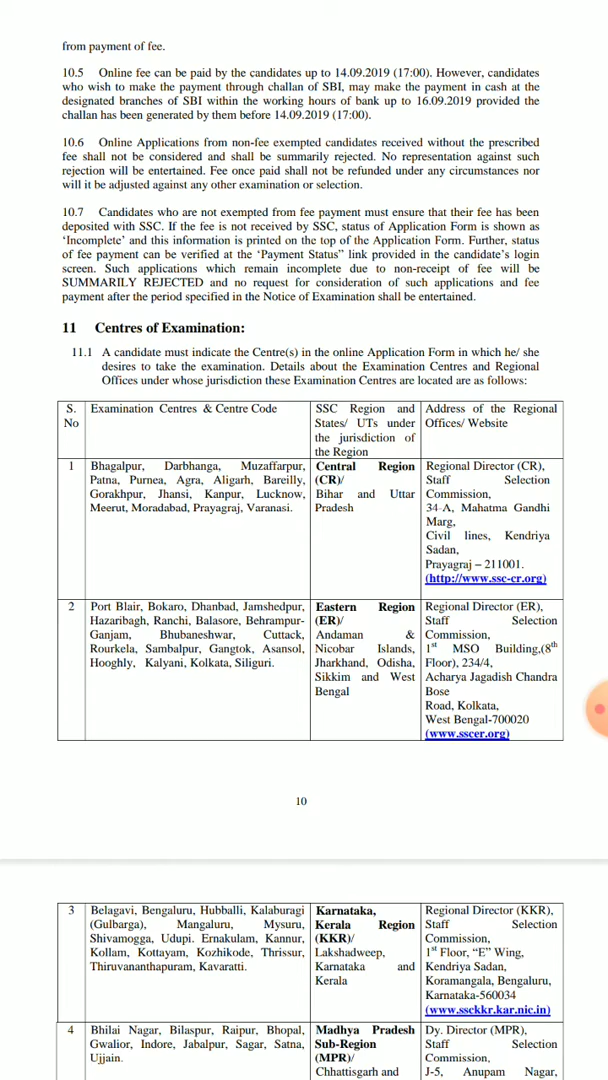 from payment of fee.
10.5 Online fee can be paid by the candidates up to 14.09.2019 (17:00). However, candidates
who wish to make the payment through challan of SBI, may make the payment in cash at the
designated branches of SBI within the working hours of bank up to 16.09.2019 provided the
challan has been generated by them before 14.09.2019 (17:00).
10.6 Online Applications from non-fee exempted candidates received without the prescribed
fee shall not be considered and shall be summarily rejected. No representation against such
rejection will be entertained. Fee once paid shall not be refunded under any circumstances nor
will it be adjusted against any other examination or selection.
10.7 Candidates who are not exempted from fee payment must ensure that their fee has been
deposited with SSC. If the fee is not received by SSC, status of Application Form is shown as
‘Incomplete’ and this information is printed on the top of the Application Form. Further, status
of fee payment can be verified at the ‘Payment Status” link provided in the candidate’s login
screen. Such applications which remain incomplete due to non-receipt of fee will be
SUMMARILY REJECTED and no request for consideration of such applications and fee
payment after the period specified in the Notice of Examination shall be entertained.
11 Centres of Examination:
11.1 A candidate must indicate the Centre(s) in the online Application Form in which he/ she
desires to take the examination. Details about the Examination Centres and Regional
Offices under whose jurisdiction these Examination Centres are located are as follows:
S.
No
Examination Centres & Centre Code
SSC Region and
States/ UTs under
the jurisdiction of
the Region
Address of the Regional
Offices/ Website
1
Bhagalpur, Darbhanga, Muzaffarpur,
Patna, Purnea, Agra, Aligarh, Bareilly,
Gorakhpur, Jhansi, Kanpur, Lucknow,
Meerut, Moradabad, Prayagraj, Varanasi.
Central Region
(CR)/
Bihar and Uttar
Pradesh
Regional Director (CR),
Staff Selection
Commission,
34-A, Mahatma Gandhi
Marg,
Civil lines, Kendriya
Sadan,
Prayagraj – 211001.
(http://www.ssc-cr.org)
2
Port Blair, Bokaro, Dhanbad, Jamshedpur,
Hazaribagh, Ranchi, Balasore, Behrampur-
Ganjam, Bhubaneshwar, Cuttack,
Rourkela, Sambalpur, Gangtok, Asansol,
Hooghly, Kalyani, Kolkata, Siliguri.
Eastern Region
(ER)/
Andaman &
Nicobar Islands,
Jharkhand, Odisha,
Sikkim and West
Bengal
Regional Director (ER),
Staff Selection
Commission,
1st MSO Building,(8th
Floor), 234/4,
Acharya Jagadish Chandra
Bose
Road, Kolkata,
West Bengal-700020
(www.sscer.org)
10
3
Belagavi, Bengaluru, Hubballi, Kalaburagi
(Gulbarga), Mangaluru, Mysuru,
Shivamogga, Udupi. Ernakulam, Kannur,
Kollam, Kottayam, Kozhikode, Thrissur,
Thiruvananthapuram, Kavaratti.
Karnataka,
Kerala Region
(KKR)/
Lakshadweep,
Karnataka and
Kerala
Regional Director (KKR),
Staff Selection
Commission,
1st Floor, “E” Wing,
Kendriya Sadan,
Koramangala, Bengaluru,
Karnataka-560034
(www.ssckkr.kar.nic.in)
4
Bhilai Nagar, Bilaspur, Raipur, Bhopal,
Gwalior, Indore, Jabalpur, Sagar, Satna,
Ujjain.
Madhya Pradesh
Sub-Region
(MPR)/
Chhattisgarh and
Dy. Director (MPR),
Staff Selection
Commission,
J-5, Anupam Nagar,